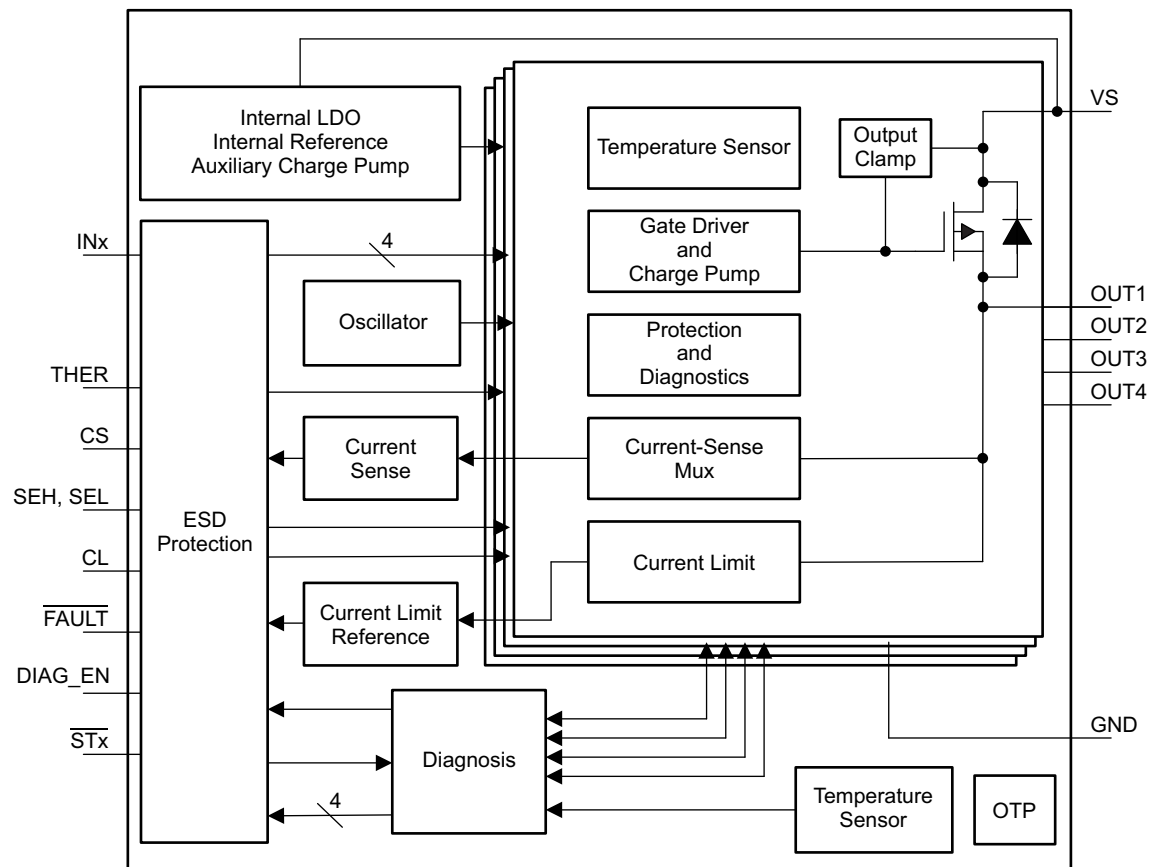 Internal LDO
Internal Reference
Auxiliary Charge Pump
Temperature Sensor
Output
Clamp
VS
INx
4
Gate Driver
and
Charge Pump
Oscillator
OUT1
OUT2
OUT3
OUT4
Protection
and
Diagnostics
THER
CS
Current
Sense
Current-Sense
Mux
SEH, SEL
ESD
Protection
CL
Current Limit
FAULT
Current Limit
Reference
DIAG_EN
STx
Diagnosis
GND
4
Temperature
Sensor
OTP